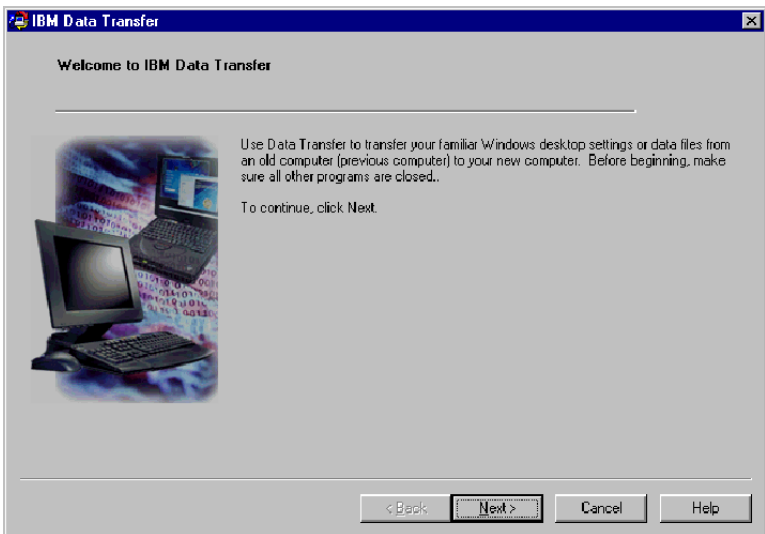 IBM Data Transfer
Welcome to IBM Data Transfer
Use Data Transfer to transfer your familiar Windows desktop settings or data files from
an old computer (previous computer) to your new computer. Before beginning, make
sure all other programs are closed..
To continue, click Next.
< Back
Next >
Cancel
Help